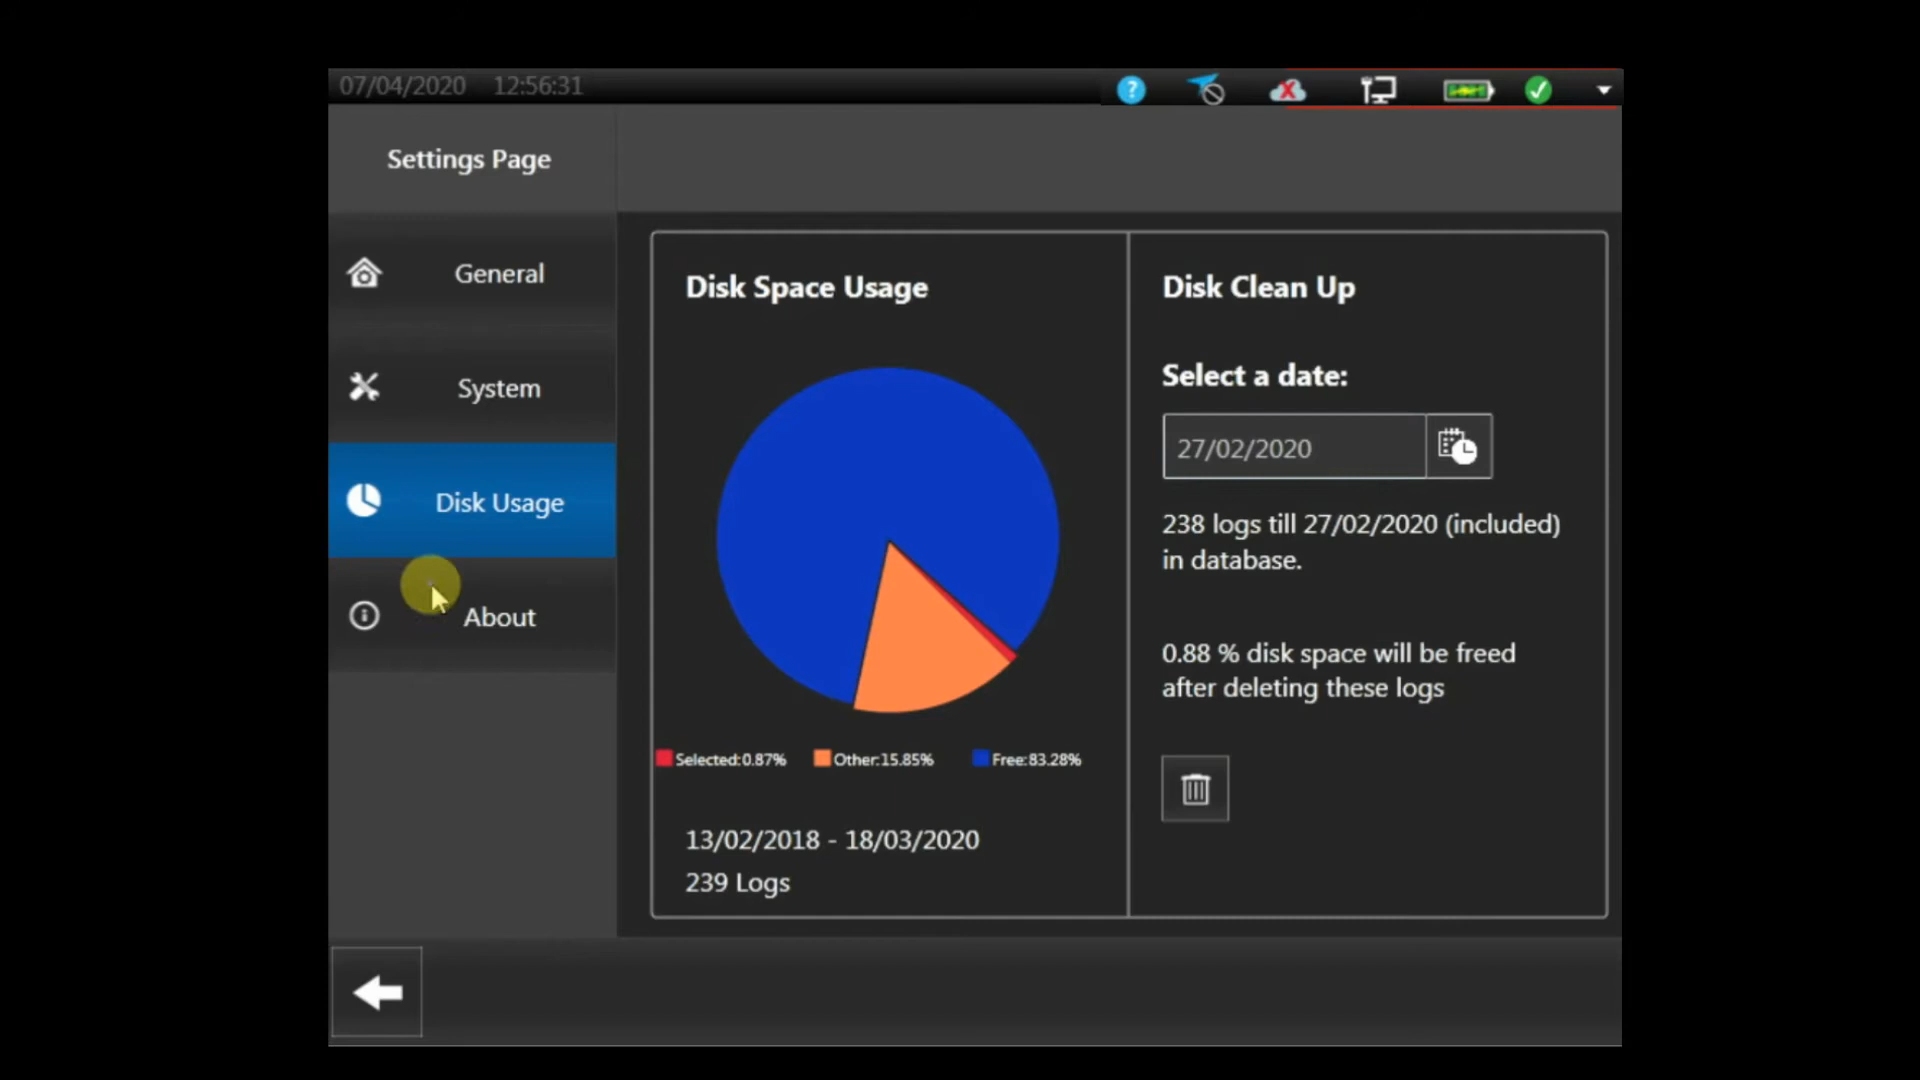 07/04/2020 12:56:31
?
Settings Page
General
System
Disk Usage
About
Disk Space Usage
Selected:0.87% Other:15.85% Free:83.28%
13/02/2018 - 18/03/2020
239 Logs
Disk Clean Up
Select a date:
27/02/2020
238 logs till 27/02/2020 (included)
in database.
0.88 % disk space will be freed
after deleting these logs